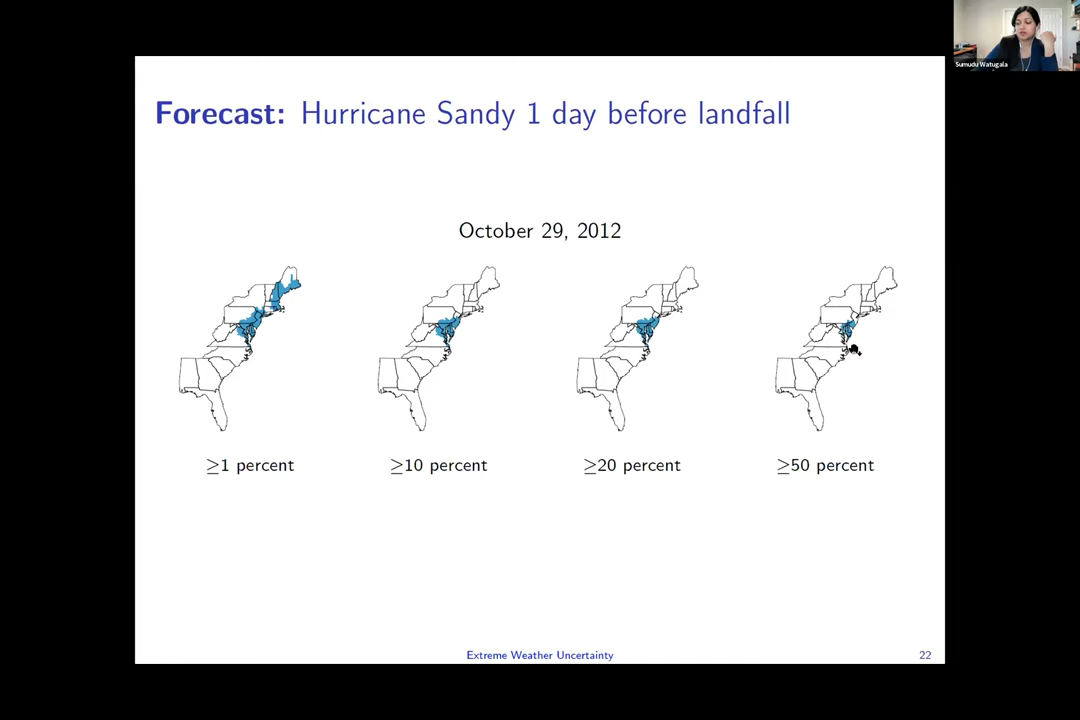 Sumudu Watugala
Forecast: Hurricane Sandy 1 day before landfall
October 29, 2012
≥1 percent
≥10 percent
≥20 percent
≥50 percent
Extreme Weather Uncertainty
22